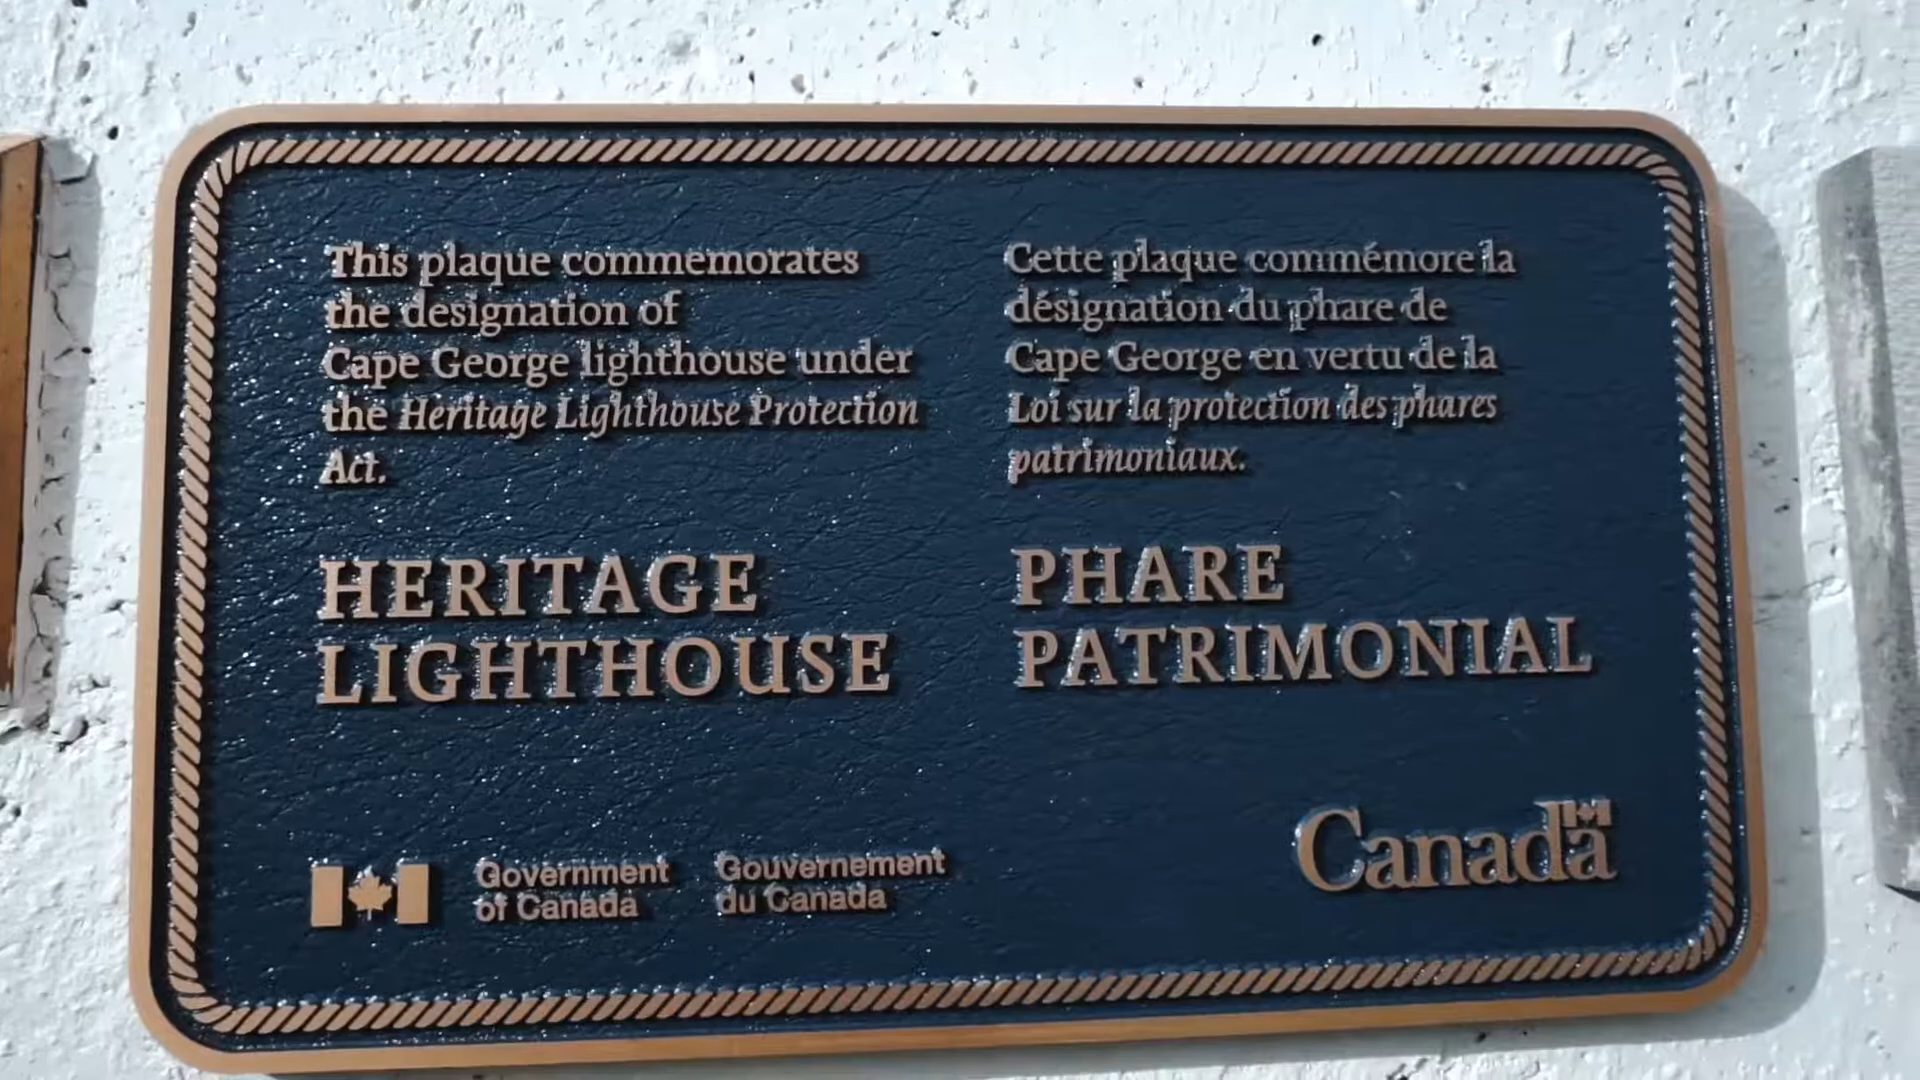 This plaque commemorates
the designation of
Cape George lighthouse under
the Heritage Lighthouse Protection
Act.
HERITAGE
LIGHTHOUSE
Cette plaque commémore la
désignation du phare de
Cape George en vertu de la
Loi sur la protection des phares
patrimoniaux.
PHARE
PATRIMONIAL
Government
of Canada
Gouvernement
du Canada
Canada